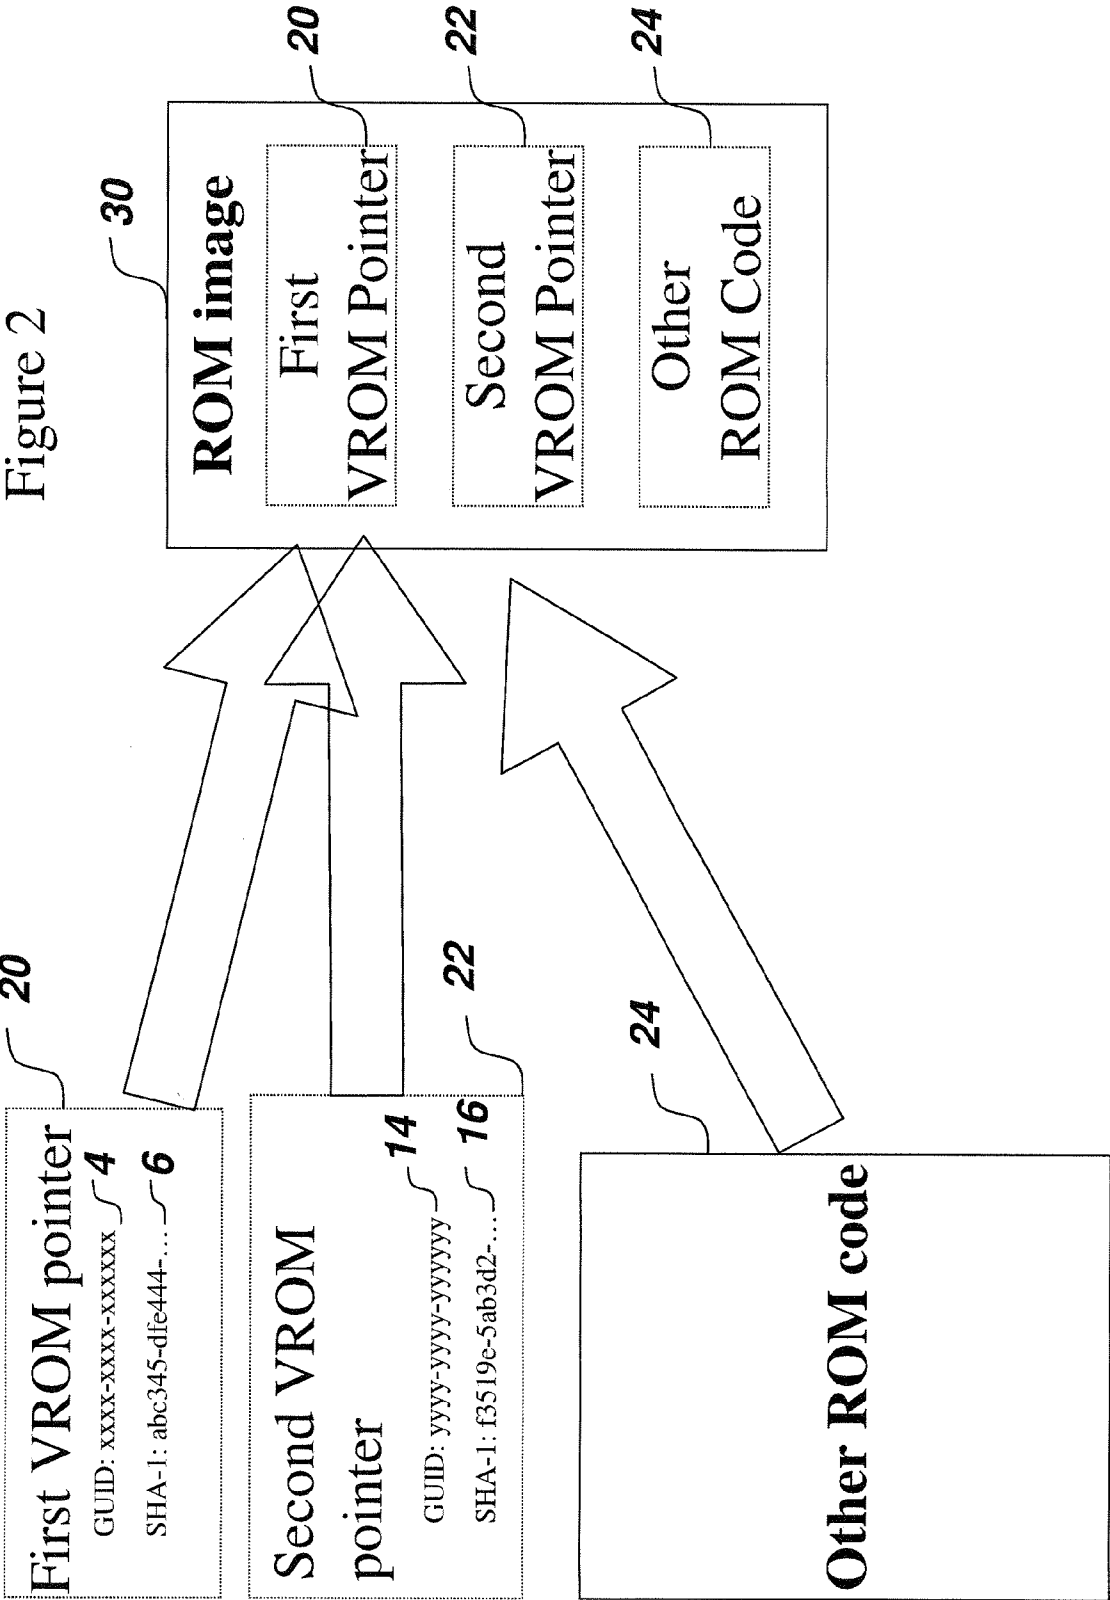 Figure 2
First VROM pointer
GUID: xxxx-xxxx-xxxxxx
SHA-1: abc345-dfe444-...
20
4
6
Second VROM
pointer
GUID: yyyy-yyyy-yyyyyy
SHA-1: f3519e-5ab3d2-...
22
14
16
Other ROM code
24
30
ROM image
First
VROM Pointer
20
Second
VROM Pointer
22
Other
ROM Code
24